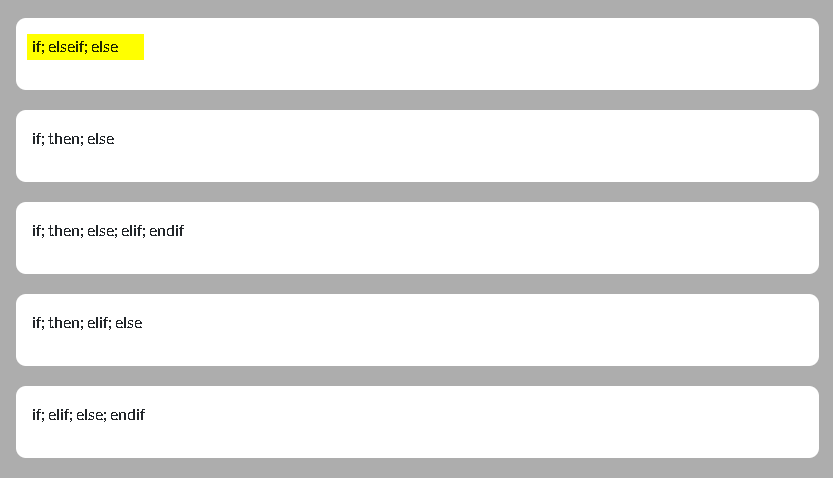 if; elseif; else
if; then; else
if; then; else; elif; endif
if; then; elif; else
if; elif; else; endif